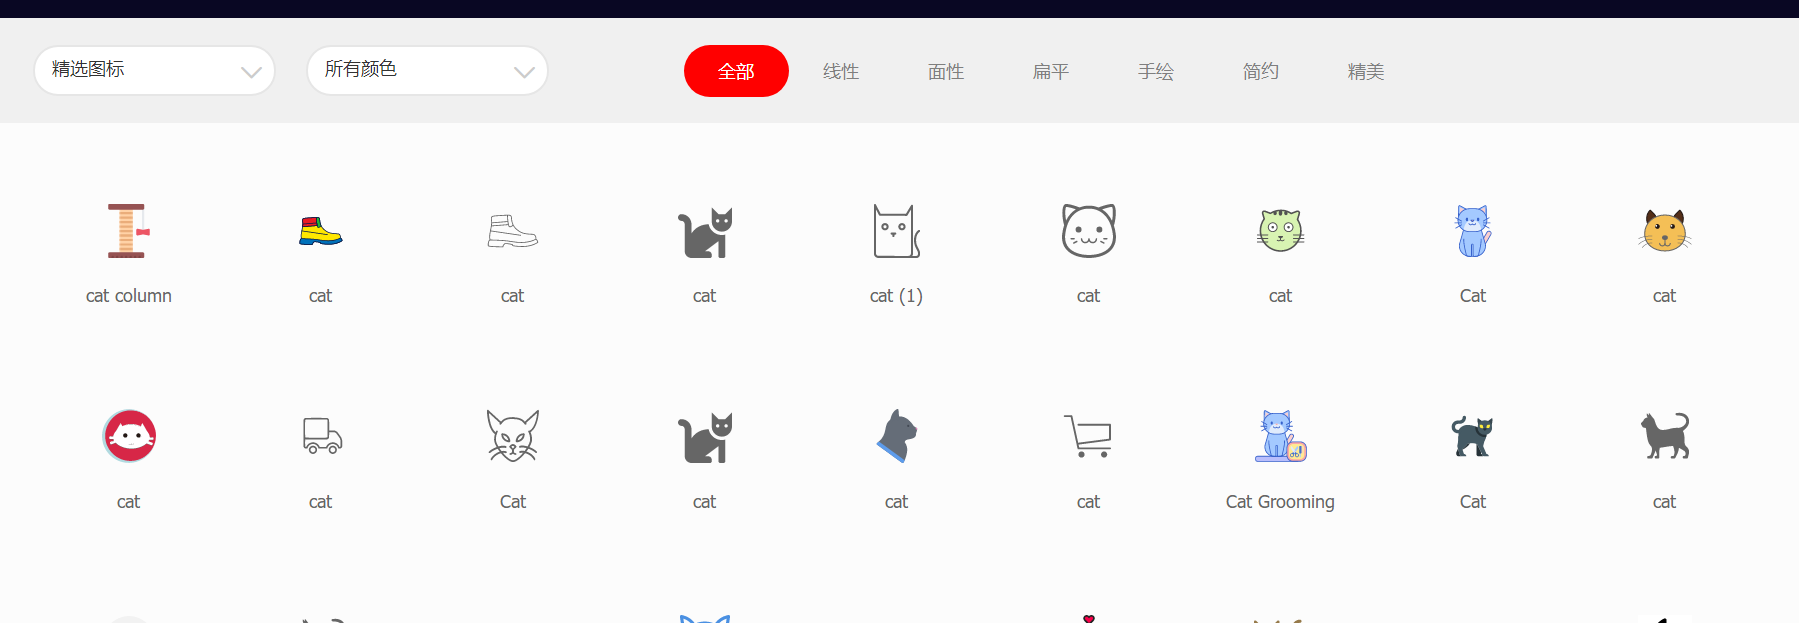 精选图标
所有颜色
全部 线性 面性 扁平 手绘 简约 精美
cat column cat cat cat cat (1) cat cat Cat cat
cat cat Cat cat cat cat Cat Grooming Cat cat